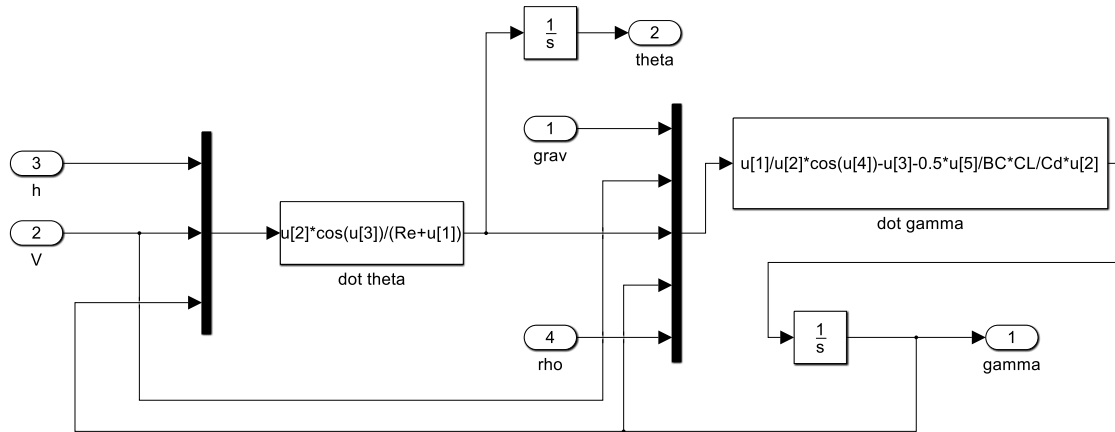 1
s
2
theta
1
grav
3
h
u[1]/u[2]*cos(u[4])-u[3]-0.5*u[5]/BC*CL/Cd*u[2]
dot gamma
2
V
u[2]*cos(u[3])/(Re+u[1])
dot theta
4
rho
1
s
1
gamma